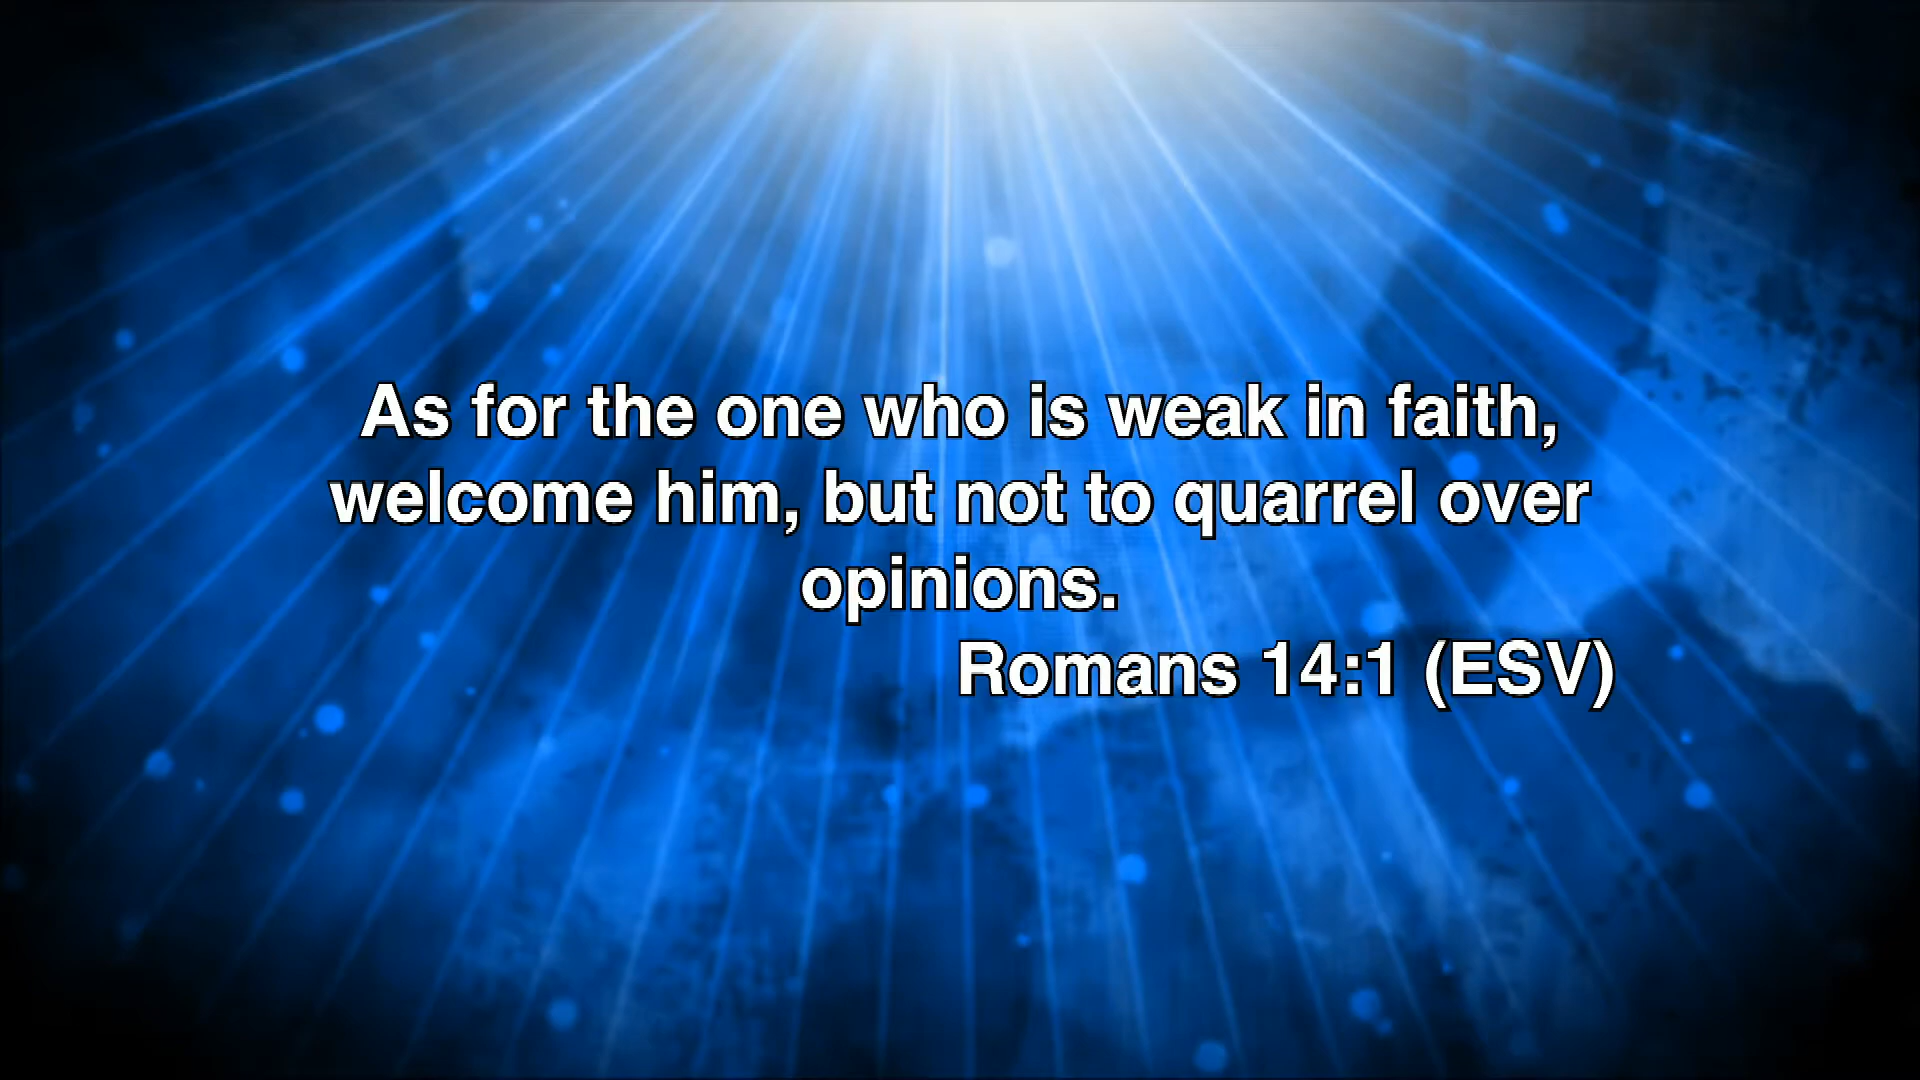 As for the one who is weak in faith,
welcome him, but not to quarrel over
opinions.
Romans 14:1 (ESV)